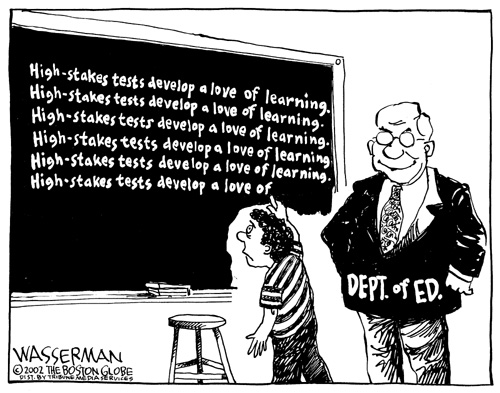 High-stakes tests develop a love of learning.
High-stakes tests develop a love of learning.
High-stakes tests develop a love of learning.
High-stakes tests develop a love of learning.
High-stakes tests develop a love of learning.
High-stakes tests develop a love of
DEPT. of ED.
WASSERMAN
©2002 THE BOSTON GLOBE
DIST. BY TRIBUNE MEDIA SERVICES